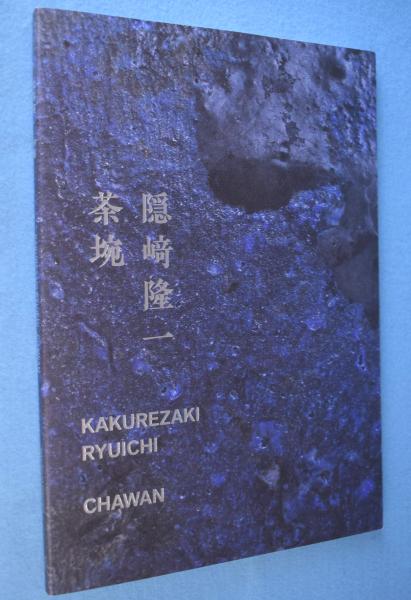 隠﨑隆一
茶埦
KAKUREZAKI
RYUICHI
CHAWAN